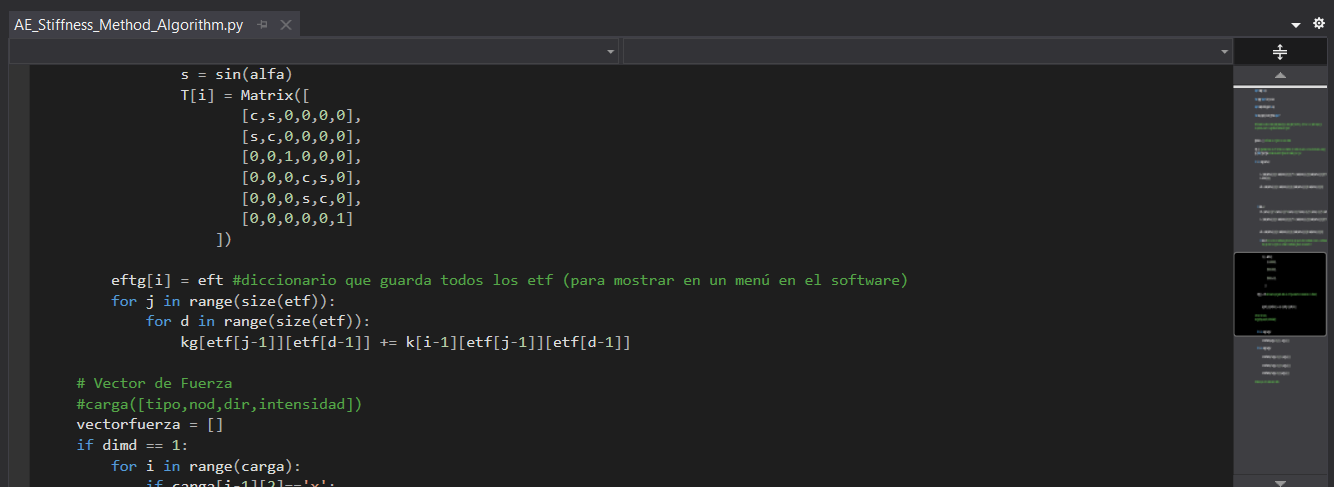 AE_Stiffness_Method_Algorithm.py
s = sin(alfa)
T[i] = Matrix([
[c,s,0,0,0,0],
[s,c,0,0,0,0],
[0,0,1,0,0,0],
[0,0,0,c,s,0],
[0,0,0,s,c,0],
[0,0,0,0,0,1]
])
eftg[i] = eft #diccionario que guarda todos los etf (para mostrar en un menú en el software)
for j in range(size(etf)):
for d in range(size(etf)):
kg[etf[j-1]][etf[d-1]] += k[i-1][etf[j-1]][etf[d-1]]
# Vector de Fuerza
#carga([tipo,nod,dir,intensidad])
vectorfuerza = []
if dimd == 1:
for i in range(carga):
if carga[i-1][2]=='x':